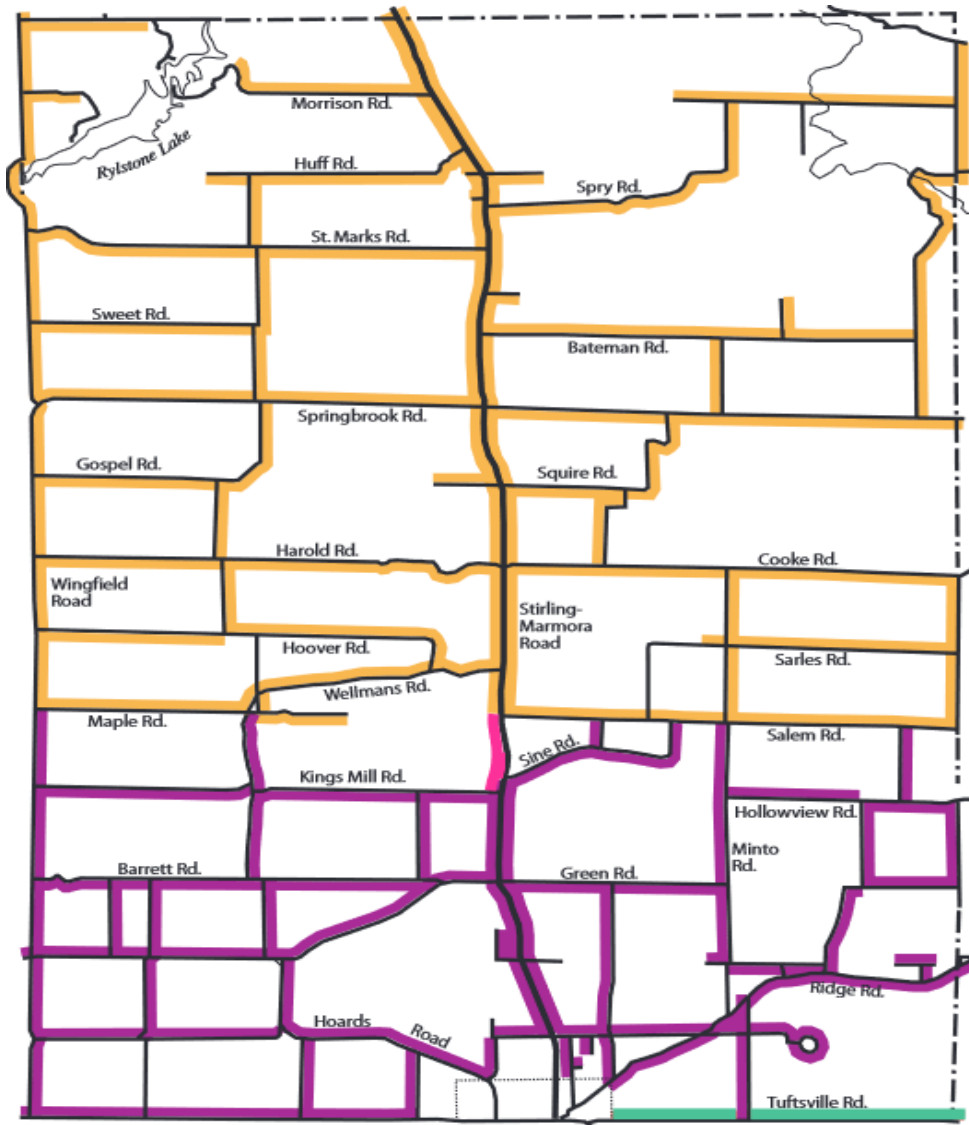 Morrison Rd.
Rylstone Lake
Huff Rd.
Spry Rd.
St. Marks Rd.
Sweet Rd.
Bateman Rd.
Springbrook Rd.
Gospel Rd.
Squire Rd.
Harold Rd.
Cooke Rd.
Wingfield
Road
Stirling-
Marmora
Road
Hoover Rd.
Sarles Rd.
Wellmans Rd.
Maple Rd.
Salem Rd.
Sine Rd.
Kings Mill Rd.
Hollowview Rd.
Minto
Rd.
Barrett Rd.
Green Rd.
Ridge Rd.
Hoards Road
Tuftsville Rd.